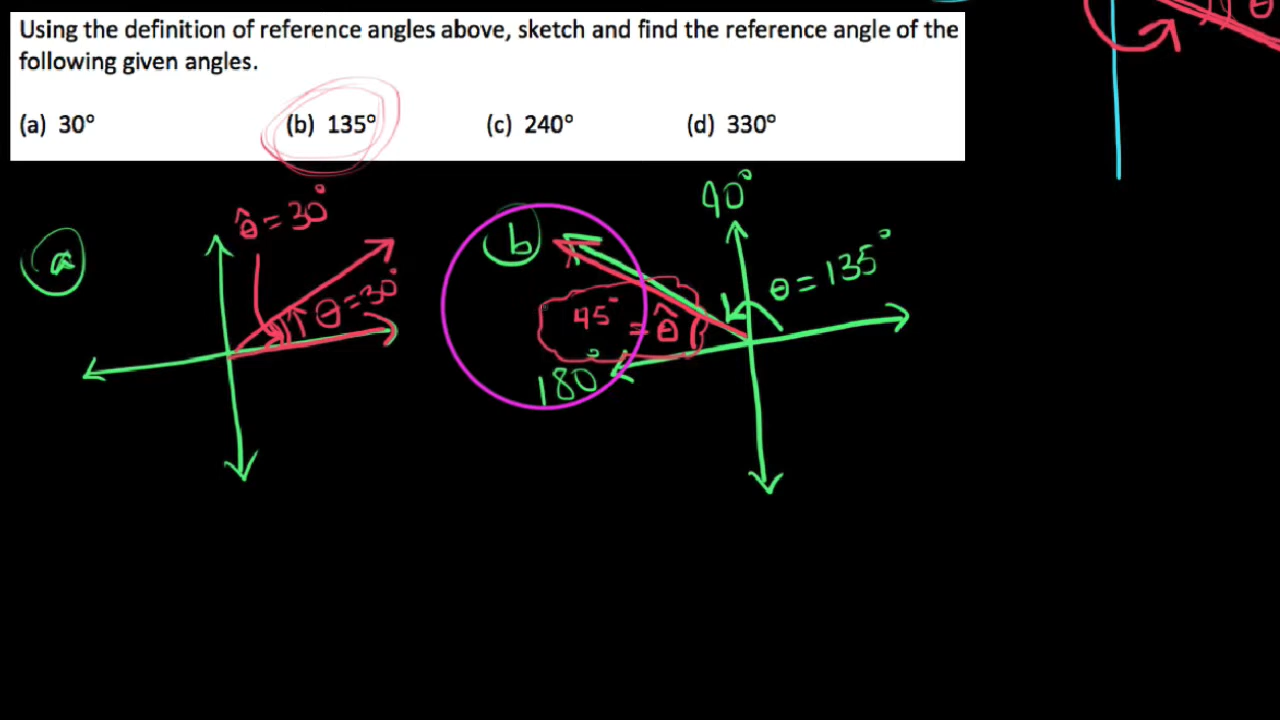 Using the definition of reference angles above, sketch and find the reference angle of the
following given angles.
(a) 30° (b) 135° (c) 240° (d) 330°
θ
θ̂ = 30°
90°
a
b
θ = 135°
θ = 30°
45° = θ̂
180°